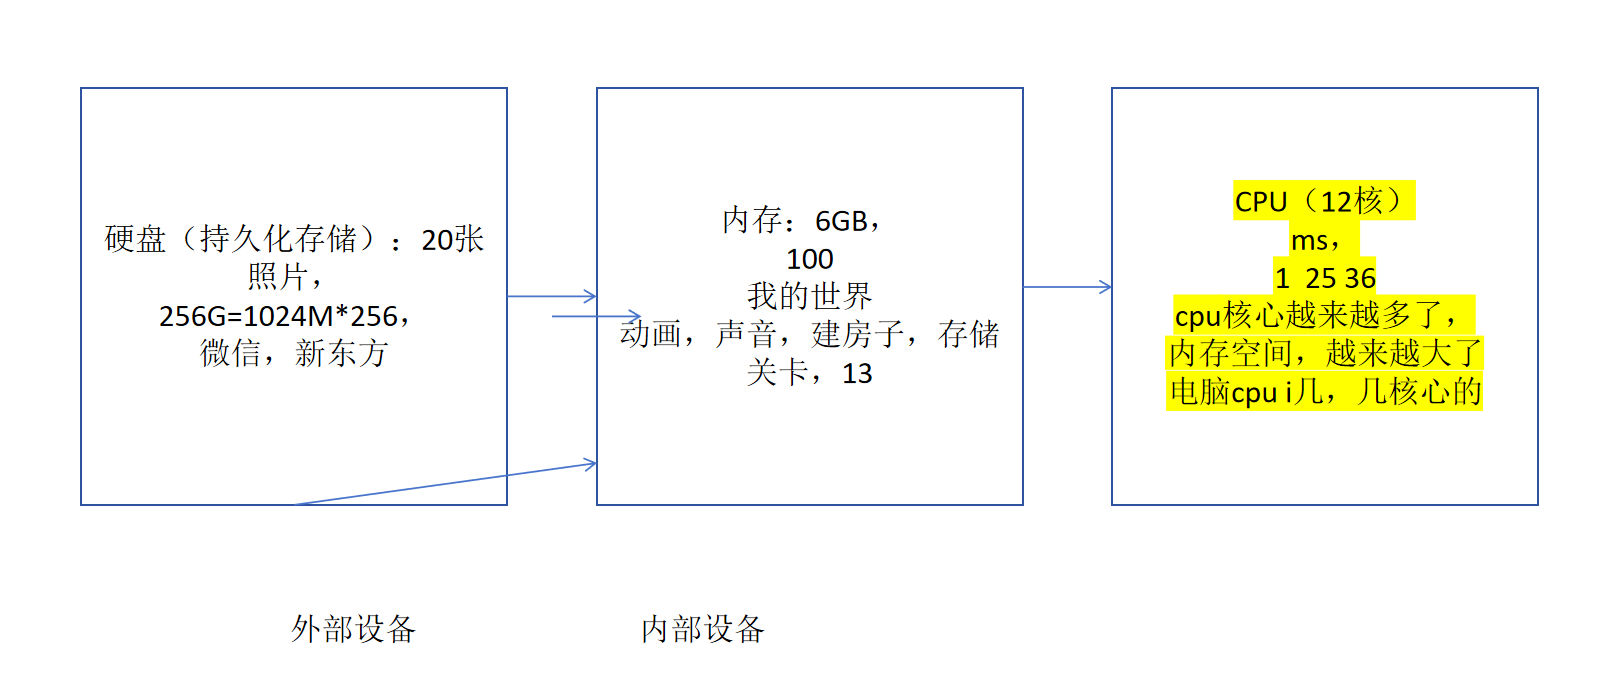 硬盘（持久化存储）：20张
照片，
256G=1024M*256，
微信，新东方
内存：6GB，
100
我的世界
动画，声音，建房子，存储
关卡，13
CPU（12核）
ms，
1  25 36
cpu核心越来越多了，
内存空间，越来越大了
电脑cpu i几，几核心的
外部设备
内部设备